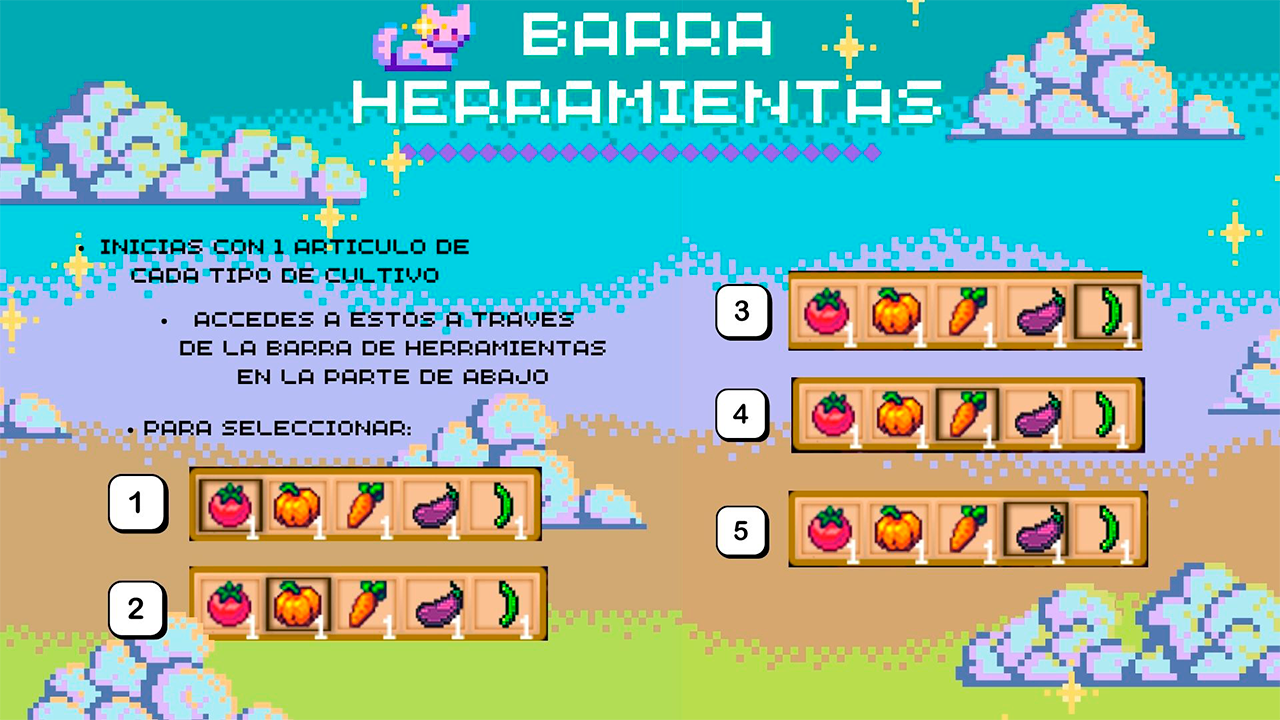 BARRA
HERRAMIENTAS
• INICIAS CON 1 ARTICULO DE
CADA TIPO DE CULTIVO
• ACCEDES A ESTOS A TRAVES
DE LA BARRA DE HERRAMIENTAS
EN LA PARTE DE ABAJO
• PARA SELECCIONAR:
1
1 1 1 1 1
2
1 1 1 1 1
3
1 1 1 1 1
4
1 1 1 1 1
5
1 1 1 1 1